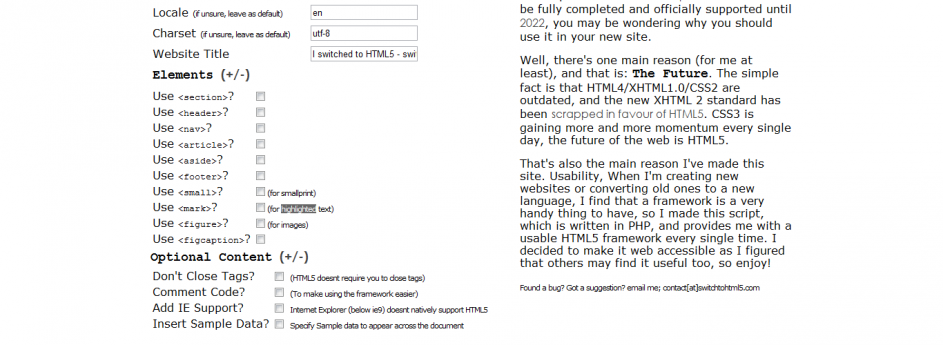 Locale (if unsure, leave as default) en
Charset (if unsure, leave as default) utf-8
Website Title I switched to HTML5 - swi
Elements (+/-)
Use <section>?
Use <header>?
Use <nav>?
Use <article>?
Use <aside>?
Use <footer>?
Use <small>? (for smallprint)
Use <mark>? (for highlighted text)
Use <figure>? (for images)
Use <figcaption>?
Optional Content (+/-)
Don't Close Tags? (HTML5 doesnt require you to close tags)
Comment Code? (To make using the framework easier)
Add IE Support? Internet Explorer (below ie9) doesnt natively support HTML5
Insert Sample Data? Specify Sample data to appear across the document
be fully completed and officially supported until
2022, you may be wondering why you should
use it in your new site.
Well, there's one main reason (for me at
least), and that is: The Future. The simple
fact is that HTML4/XHTML1.0/CSS2 are
outdated, and the new XHTML 2 standard has
been scrapped in favour of HTML5. CSS3 is
gaining more and more momentum every single
day, the future of the web is HTML5.
That's also the main reason I've made this
site. Usability, When I'm creating new
websites or converting old ones to a new
language, I find that a framework is a very
handy thing to have, so I made this script,
which is written in PHP, and provides me with a
usable HTML5 framework every single time. I
decided to make it web accessible as I figured
that others may find it useful too, so enjoy!
Found a bug? Got a suggestion? email me; contact[at]switchtohtml5.com